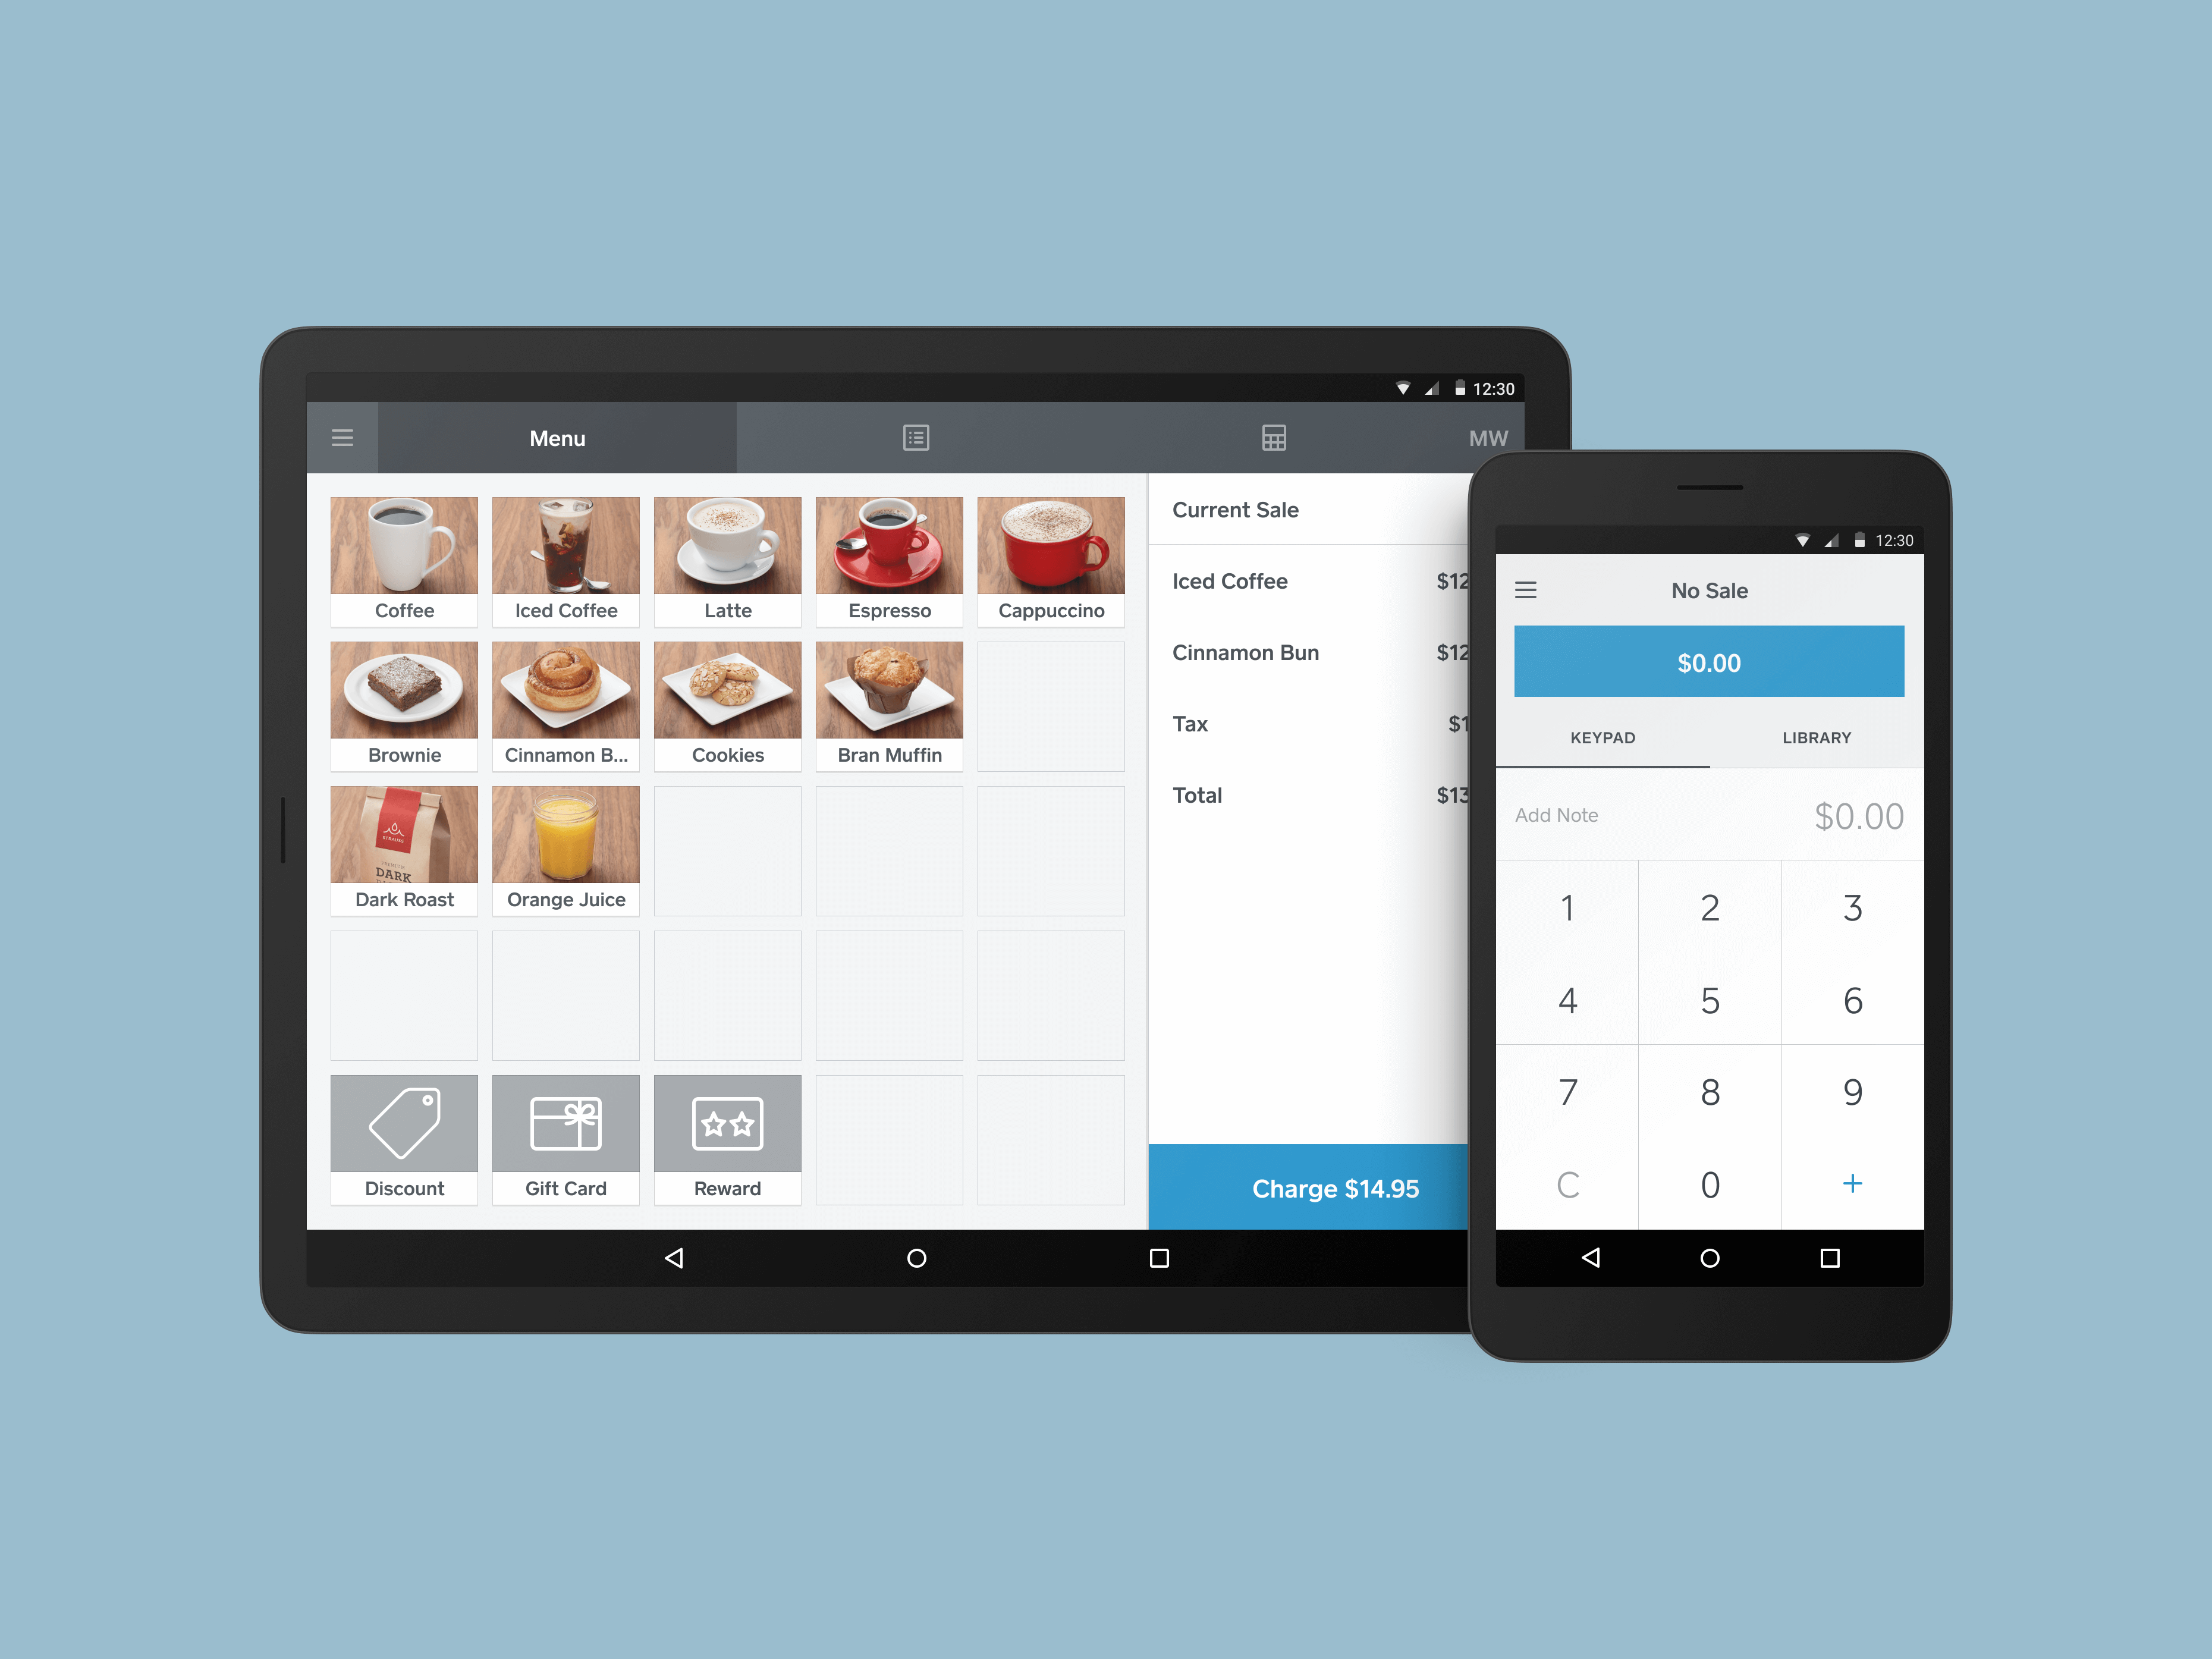 12:30
Menu
MW
Coffee
Iced Coffee
Latte
Espresso
Cappuccino
Brownie
Cinnamon B...
Cookies
Bran Muffin
STRAUSS
PREMIUM
DARK
Dark Roast
Orange Juice
Discount
Gift Card
Reward
Current Sale
Iced Coffee $12
Cinnamon Bun $12
Tax $1
Total $13
Charge $14.95
12:30
No Sale
$0.00
KEYPAD LIBRARY
Add Note $0.00
1 2 3
4 5 6
7 8 9
C 0 +